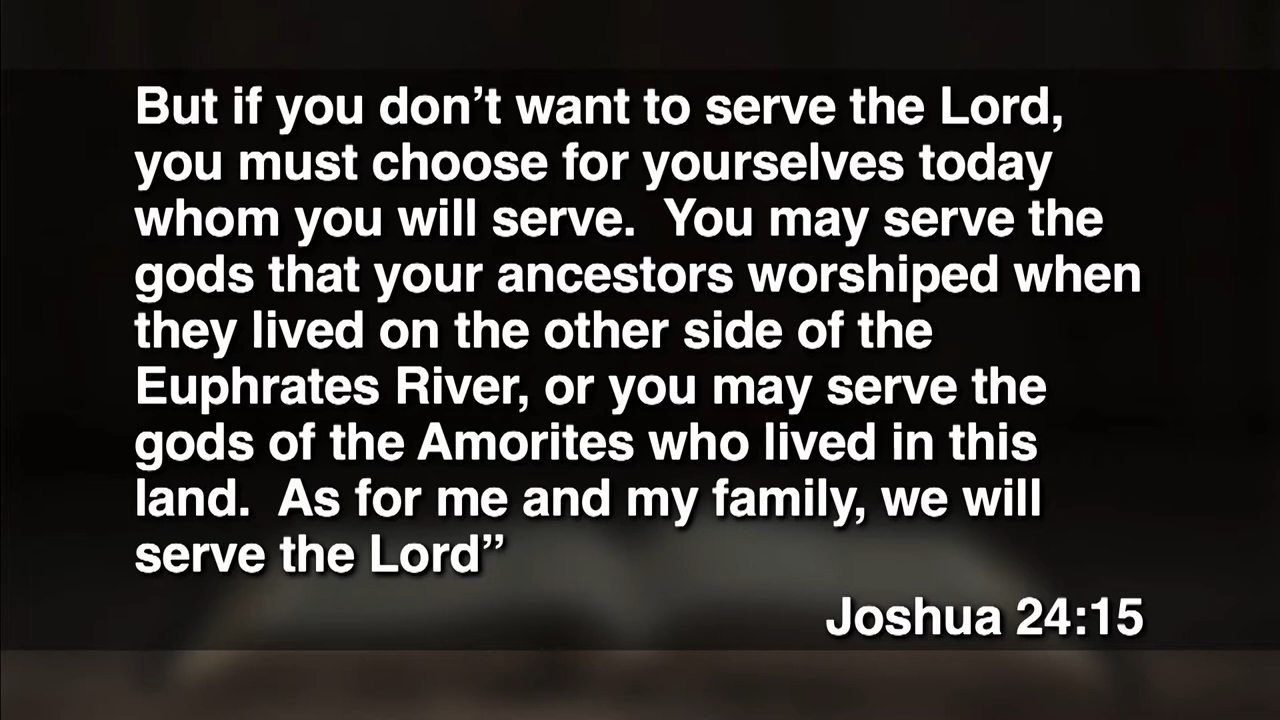 But if you don’t want to serve the Lord,
you must choose for yourselves today
whom you will serve.  You may serve the
gods that your ancestors worshiped when
they lived on the other side of the
Euphrates River, or you may serve the
gods of the Amorites who lived in this
land.  As for me and my family, we will
serve the Lord”
Joshua 24:15